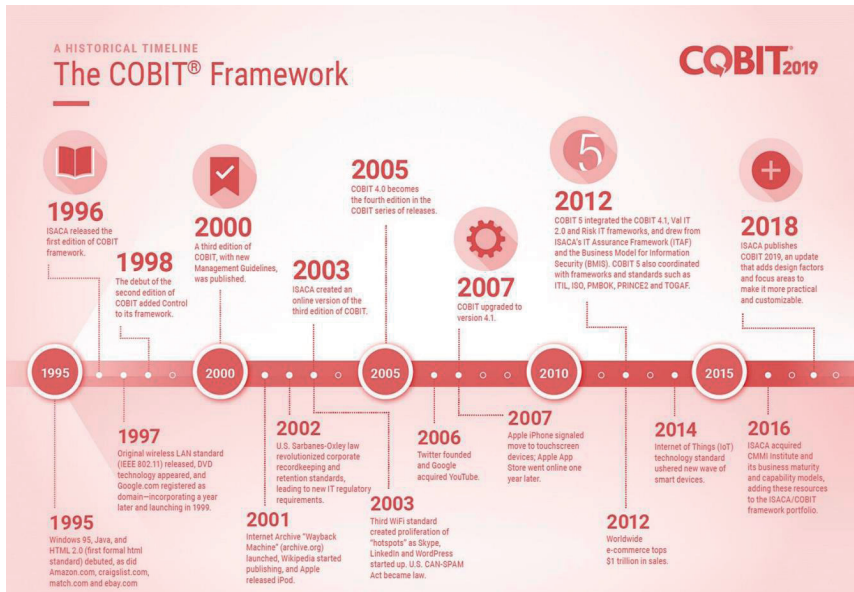 A HISTORICAL TIMELINE
The COBIT® Framework
COBIT® 2019
1996
ISACA released the
first edition of COBIT
framework.
1998
The debut of the
second edition of
COBIT added Control
to its framework.
2000
A third edition of
COBIT, with new
Management Guidelines,
was published.
2003
ISACA created an
online version of the
third edition of COBIT.
2005
COBIT 4.0 becomes
the fourth edition in the
COBIT series of releases.
2007
COBIT upgraded to
version 4.1.
5
2012
COBIT 5 integrated the COBIT 4.1, Val IT
2.0 and Risk IT frameworks, and drew from
ISACA's IT Assurance Framework (ITAF)
and the Business Model for Information
Security (BMIS). COBIT 5 also coordinated
with frameworks and standards such as
ITIL, ISO, PMBOK, PRINCE2 and TOGAF.
2018
ISACA publishes
COBIT 2019, an update
that adds design factors
and focus areas to
make it more practical
and customizable.
1995
2000
2005
2010
2015
1995
Windows 95, Java, and
HTML 2.0 (first formal html
standard) debuted, as did
Amazon.com, craigslist.com,
match.com and ebay.com
1997
Original wireless LAN standard
(IEEE 802.11) released, DVD
technology appeared, and
Google.com registered as
domain—incorporating a year
later and launching in 1999.
2001
Internet Archive "Wayback
Machine" (archive.org)
launched, Wikipedia started
publishing, and Apple
released iPod.
2002
U.S. Sarbanes-Oxley law
revolutionized corporate
recordkeeping and
retention standards,
leading to new IT regulatory
requirements.
2003
Third WiFi standard
created proliferation of
"hotspots" as Skype,
LinkedIn and WordPress
started up. U.S. CAN-SPAM
Act became law.
2006
Twitter founded
and Google
acquired YouTube.
2007
Apple iPhone signaled
move to touchscreen
devices; Apple App
Store went online one
year later.
2012
Worldwide
e-commerce tops
$1 trillion in sales.
2014
Internet of Things (IoT)
technology standard
ushered new wave of
smart devices.
2016
ISACA acquired
CMMI Institute and
its business maturity
and capability models,
adding these resources
to the ISACA/COBIT
framework portfolio.